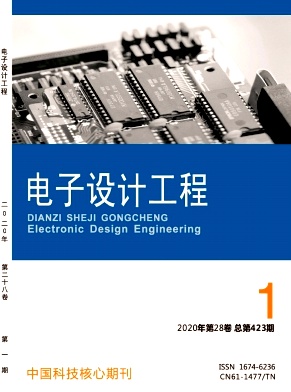 电子设计工程
二〇二〇年
第二十八卷
第一期
电子设计工程
DIANZI SHEJI GONGCHENG
Electronic Design Engineering
1
2020年第28卷 总第423期
ISSN 1674-6236
CN61-1477/TN
中国科技核心期刊